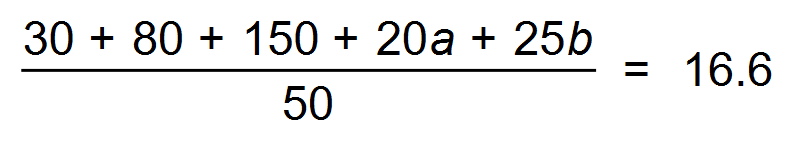 30 + 80 + 150 + 20a + 25b
50
= 16.6